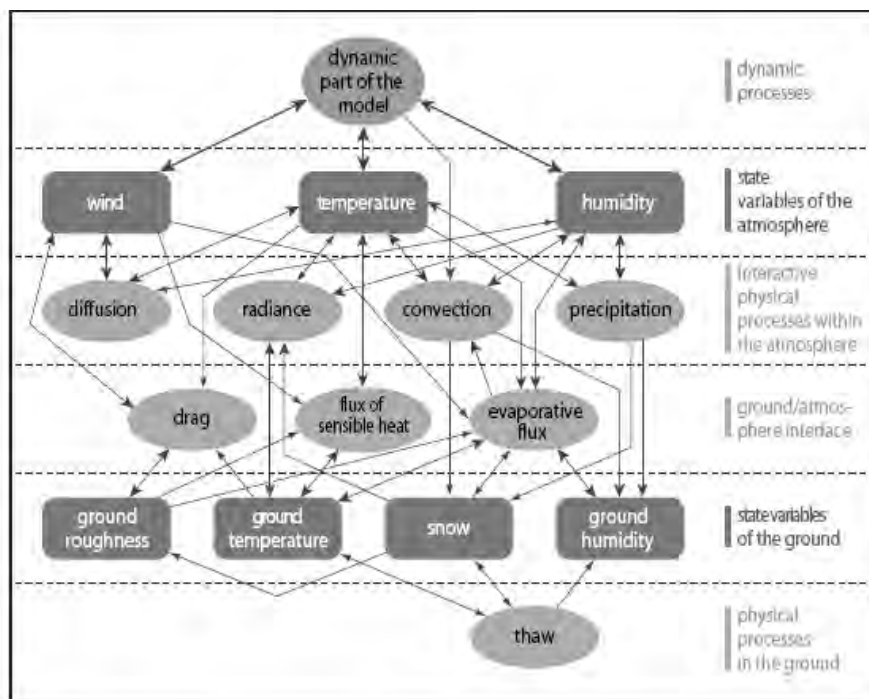 dynamic
part of the
model
dynamic
processes
wind
temperature
humidity
state
variables of the
atmosphere
diffusion
radiance
convection
precipitation
interactive
physical
processes within
the atmosphere
drag
flux of
sensible heat
evaporative
flux
ground/atmos-
phere interface
ground
roughness
ground
temperature
snow
ground
humidity
state variables
of the ground
thaw
physical
processes
in the ground